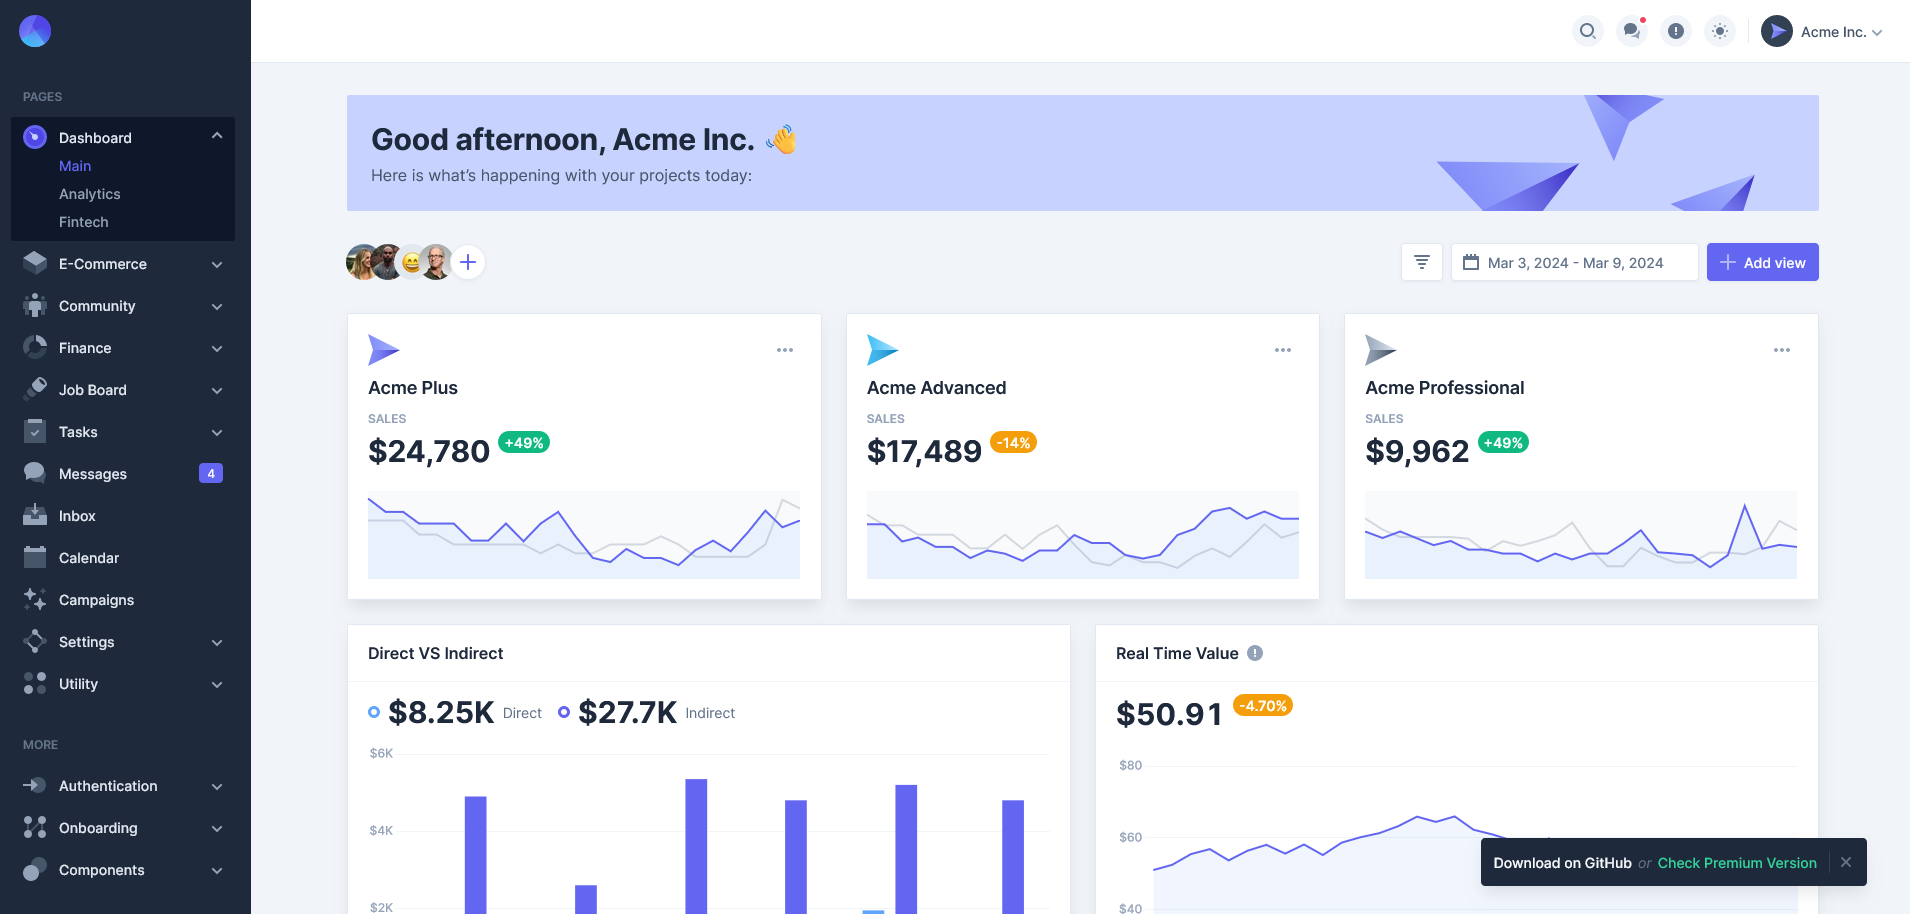 Acme Inc.
PAGES
Dashboard
Main
Analytics
Fintech
E-Commerce
Community
Finance
Job Board
Tasks
Messages 4
Inbox
Calendar
Campaigns
Settings
Utility
MORE
Authentication
Onboarding
Components
Good afternoon, Acme Inc. 👋
Here is what’s happening with your projects today:
Mar 3, 2024 - Mar 9, 2024
Add view
Acme Plus
SALES
$24,780 +49%
Acme Advanced
SALES
$17,489 -14%
Acme Professional
SALES
$9,962 +49%
Direct VS Indirect
$8.25K Direct $27.7K Indirect
$6K
$4K
$2K
Real Time Value
$50.91 -4.70%
$80
$60
$40
Download on GitHub or Check Premium Version